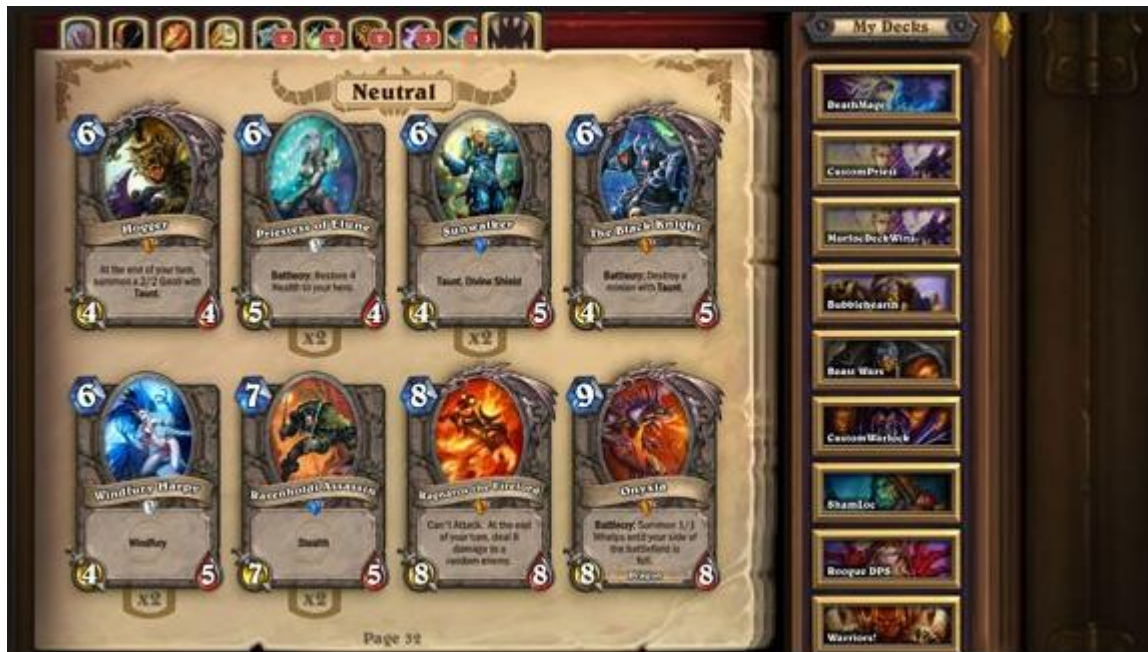 2
2
2
3
My Decks
Neutral
6
Hogger
At the end of your turn,
summon a 2/2 Gnoll with
Taunt.
4
4
6
Priestess of Elune
Battlecry: Restore 4
Health to your hero.
5
4
x2
6
Sunwalker
Taunt, Divine Shield
4
5
x2
6
The Black Knight
Battlecry: Destroy a
minion with Taunt.
4
5
6
Windfury Harpy
Windfury
4
5
x2
7
Ravenholdt Assassin
Stealth
7
5
x2
8
Ragnaros the Firelord
Can't Attack. At the end
of your turn, deal 8
damage to a
random enemy.
8
8
9
Onyxia
Battlecry: Summon 1/1
Whelps until your side of
the battlefield is
full.
Dragon
8
8
Page 32
DeathMage
CustomPriest
MurlocDeckWins
Bubblehearth
Beast Wars
CustomWarlock
ShamLoc
Rogue DPS
Warriors!